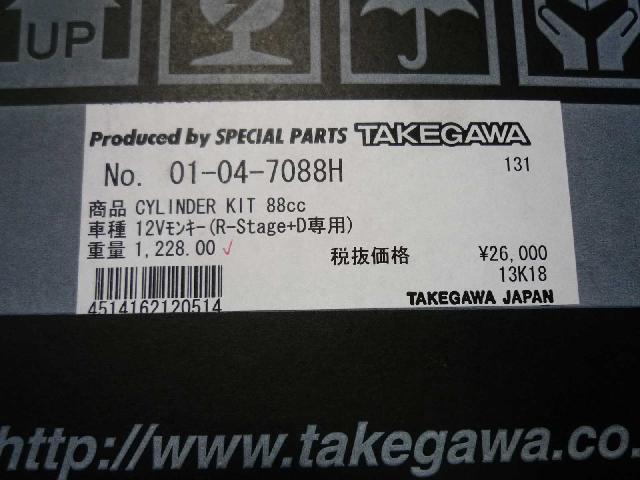 UP
Produced by SPECIAL PARTS TAKEGAWA
No. 01-04-7088H 131
商品 CYLINDER KIT 88cc
車種 12Vﾓﾝｷｰ(R-Stage+D専用)
重量 1,228.00
税抜価格 ¥26,000
13K18
4514162120514
TAKEGAWA JAPAN
http://www.takegawa.co.